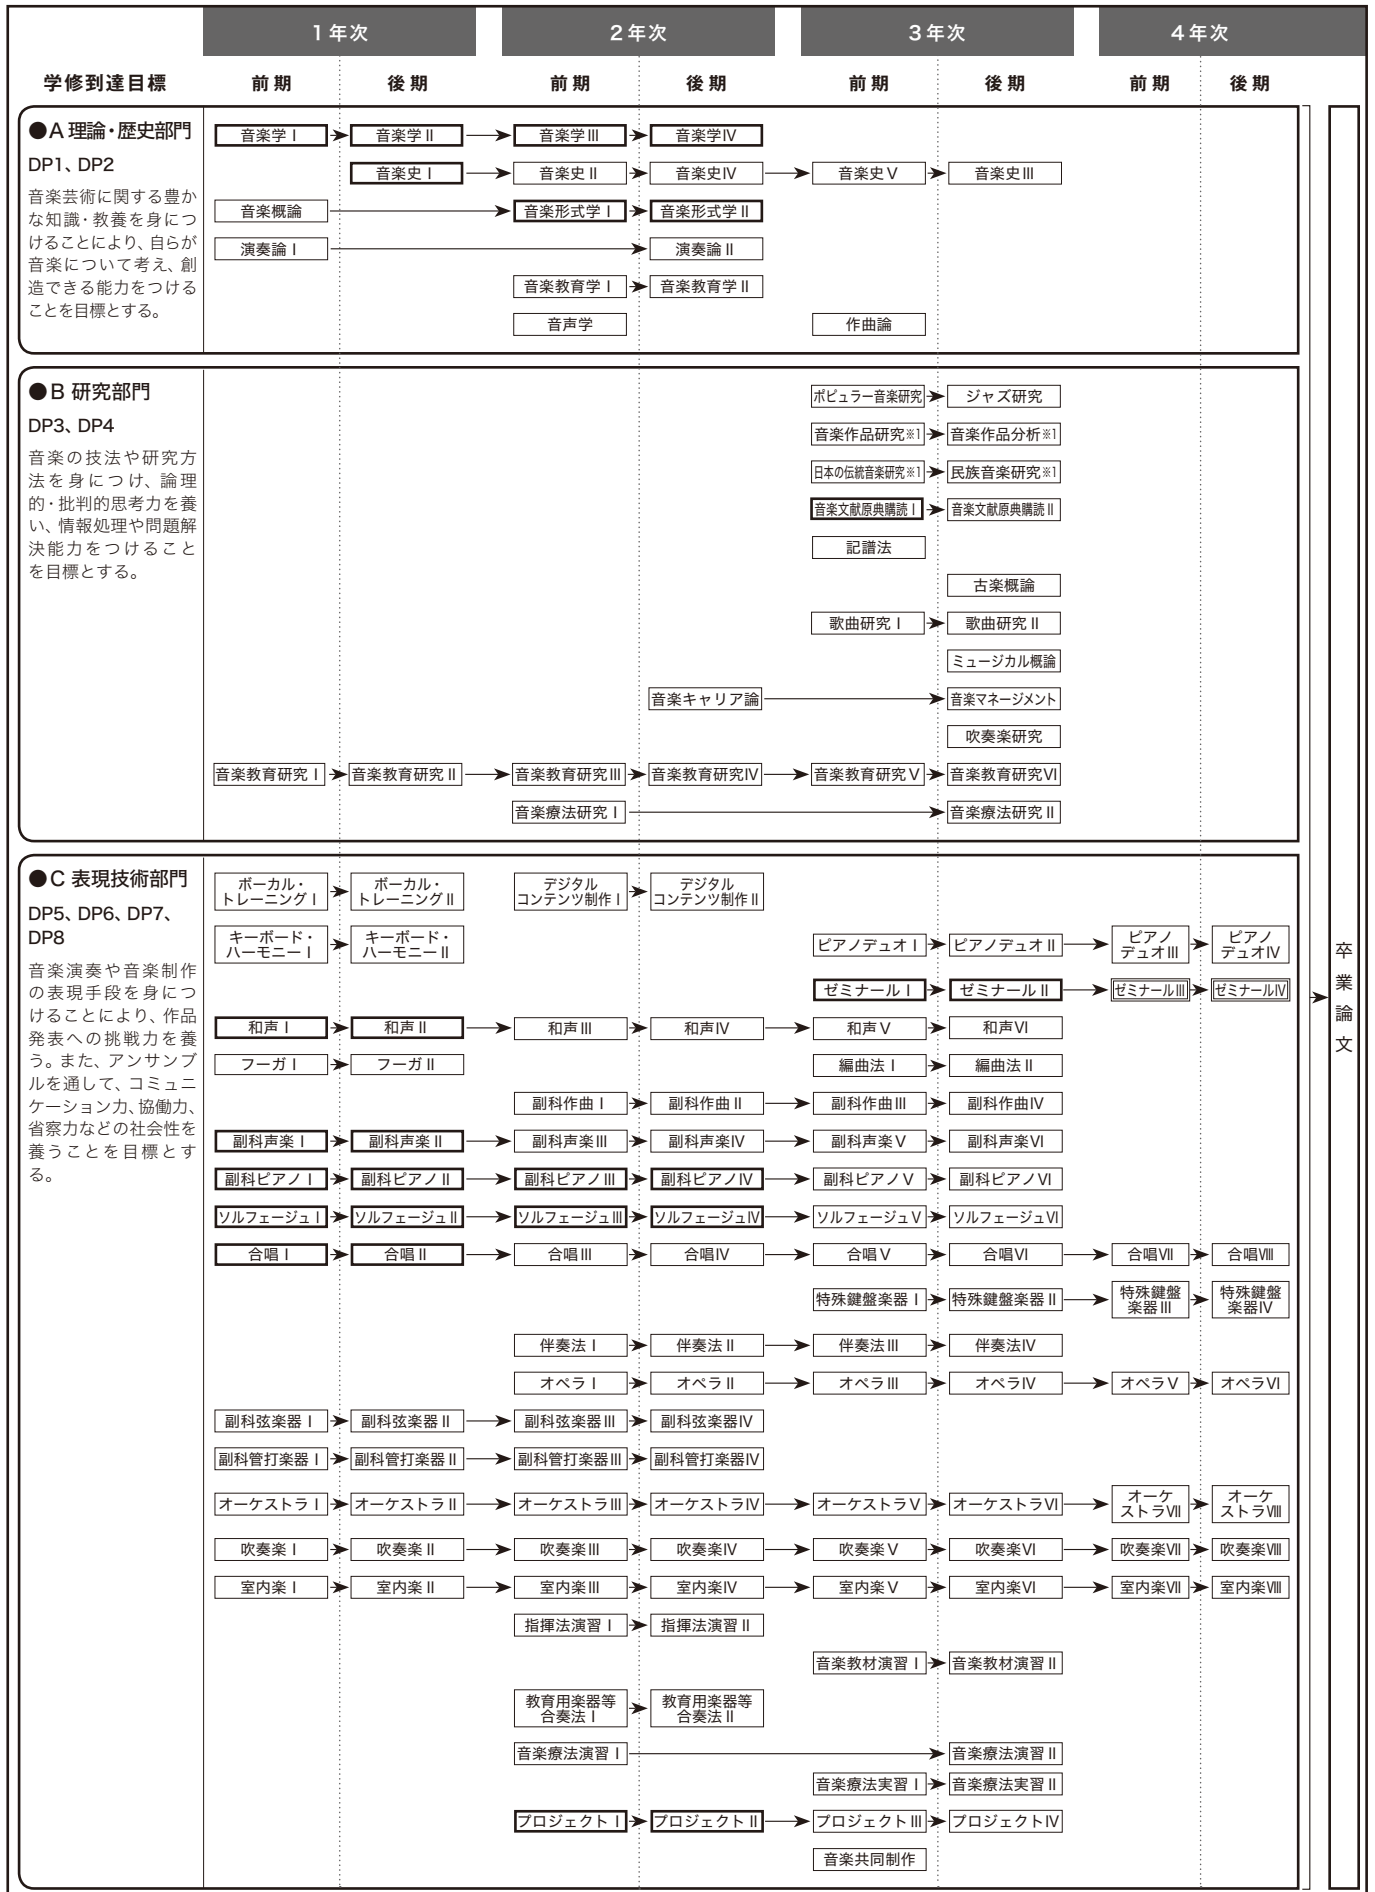 1年次 2年次 3年次 4年次
学修到達目標 前期 後期 前期 後期 前期 後期 前期 後期
●A 理論・歴史部門
DP1、DP2
音楽芸術に関する豊か
な知識・教養を身につ
けることにより、自らが
音楽について考え、創
造できる能力をつける
ことを目標とする。
音楽学Ⅰ 音楽学Ⅱ 音楽学Ⅲ 音楽学Ⅳ
音楽史Ⅰ 音楽史Ⅱ 音楽史Ⅳ 音楽史Ⅴ 音楽史Ⅲ
音楽概論 音楽形式学Ⅰ 音楽形式学Ⅱ
演奏論Ⅰ 演奏論Ⅱ
音楽教育学Ⅰ 音楽教育学Ⅱ
音声学 作曲論
●B 研究部門
DP3、DP4
音楽の技法や研究方
法を身につけ、論理
的・批判的思考力を養
い、情報処理や問題解
決能力をつけること
を目標とする。
ポピュラー音楽研究 ジャズ研究
音楽作品研究※1 音楽作品分析※1
日本の伝統音楽研究※1 民族音楽研究※1
音楽文献原典購読Ⅰ 音楽文献原典購読Ⅱ
記譜法
古楽概論
歌曲研究Ⅰ 歌曲研究Ⅱ
ミュージカル概論
音楽キャリア論 音楽マネージメント
吹奏楽研究
音楽教育研究Ⅰ 音楽教育研究Ⅱ 音楽教育研究Ⅲ 音楽教育研究Ⅳ 音楽教育研究Ⅴ 音楽教育研究Ⅵ
音楽療法研究Ⅰ 音楽療法研究Ⅱ
●C 表現技術部門
DP5、DP6、DP7、
DP8
音楽演奏や音楽制作
の表現手段を身につ
けることにより、作品
発表への挑戦力を養
う。また、アンサンブ
ルを通して、コミュニ
ケーション力、協働力、
省察力などの社会性を
養うことを目標とす
る。
ボーカル・ ボーカル・ デジタル デジタル
トレーニングⅠ トレーニングⅡ コンテンツ制作Ⅰ コンテンツ制作Ⅱ
キーボード・ キーボード・ ピアノ ピアノ
ハーモニーⅠ ハーモニーⅡ ピアノデュオⅠ ピアノデュオⅡ デュオⅢ デュオⅣ
ゼミナールⅠ ゼミナールⅡ ゼミナールⅢ ゼミナールⅣ
和声Ⅰ 和声Ⅱ 和声Ⅲ 和声Ⅳ 和声Ⅴ 和声Ⅵ
フーガⅠ フーガⅡ 編曲法Ⅰ 編曲法Ⅱ
副科作曲Ⅰ 副科作曲Ⅱ 副科作曲Ⅲ 副科作曲Ⅳ
副科声楽Ⅰ 副科声楽Ⅱ 副科声楽Ⅲ 副科声楽Ⅳ 副科声楽Ⅴ 副科声楽Ⅵ
副科ピアノⅠ 副科ピアノⅡ 副科ピアノⅢ 副科ピアノⅣ 副科ピアノⅤ 副科ピアノⅥ
ソルフェージュⅠ ソルフェージュⅡ ソルフェージュⅢ ソルフェージュⅣ ソルフェージュⅤ ソルフェージュⅥ
合唱Ⅰ 合唱Ⅱ 合唱Ⅲ 合唱Ⅳ 合唱Ⅴ 合唱Ⅵ 合唱Ⅶ 合唱Ⅷ
特殊鍵盤 特殊鍵盤
特殊鍵盤楽器Ⅰ 特殊鍵盤楽器Ⅱ 楽器Ⅲ 楽器Ⅳ
伴奏法Ⅰ 伴奏法Ⅱ 伴奏法Ⅲ 伴奏法Ⅳ
オペラⅠ オペラⅡ オペラⅢ オペラⅣ オペラⅤ オペラⅥ
副科弦楽器Ⅰ 副科弦楽器Ⅱ 副科弦楽器Ⅲ 副科弦楽器Ⅳ
副科管打楽器Ⅰ 副科管打楽器Ⅱ 副科管打楽器Ⅲ 副科管打楽器Ⅳ
オーケ オーケ
オーケストラⅠ オーケストラⅡ オーケストラⅢ オーケストラⅣ オーケストラⅤ オーケストラⅥ ストラⅦ ストラⅧ
吹奏楽Ⅰ 吹奏楽Ⅱ 吹奏楽Ⅲ 吹奏楽Ⅳ 吹奏楽Ⅴ 吹奏楽Ⅵ 吹奏楽Ⅶ 吹奏楽Ⅷ
室内楽Ⅰ 室内楽Ⅱ 室内楽Ⅲ 室内楽Ⅳ 室内楽Ⅴ 室内楽Ⅵ 室内楽Ⅶ 室内楽Ⅷ
指揮法演習Ⅰ 指揮法演習Ⅱ
音楽教材演習Ⅰ 音楽教材演習Ⅱ
教育用楽器等 教育用楽器等
合奏法Ⅰ 合奏法Ⅱ
音楽療法演習Ⅰ 音楽療法演習Ⅱ
音楽療法実習Ⅰ 音楽療法実習Ⅱ
プロジェクトⅠ プロジェクトⅡ プロジェクトⅢ プロジェクトⅣ
音楽共同制作
卒業論文